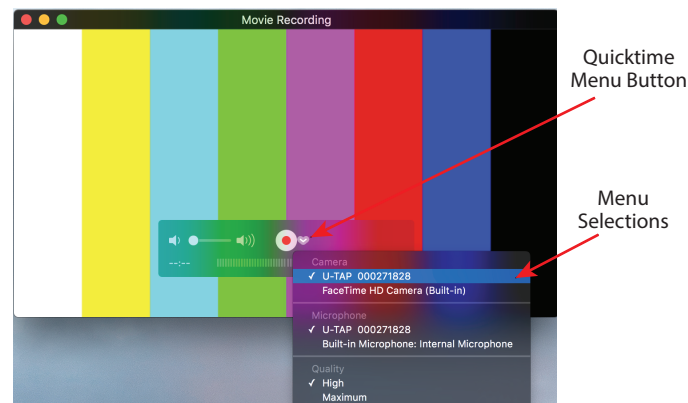 Movie Recording
Quicktime
Menu Button
Menu
Selections
--:--
Camera
✓ U-TAP 000271828
FaceTime HD Camera (Built-in)
Microphone
✓ U-TAP 000271828
Built-in Microphone: Internal Microphone
Quality
✓ High
Maximum